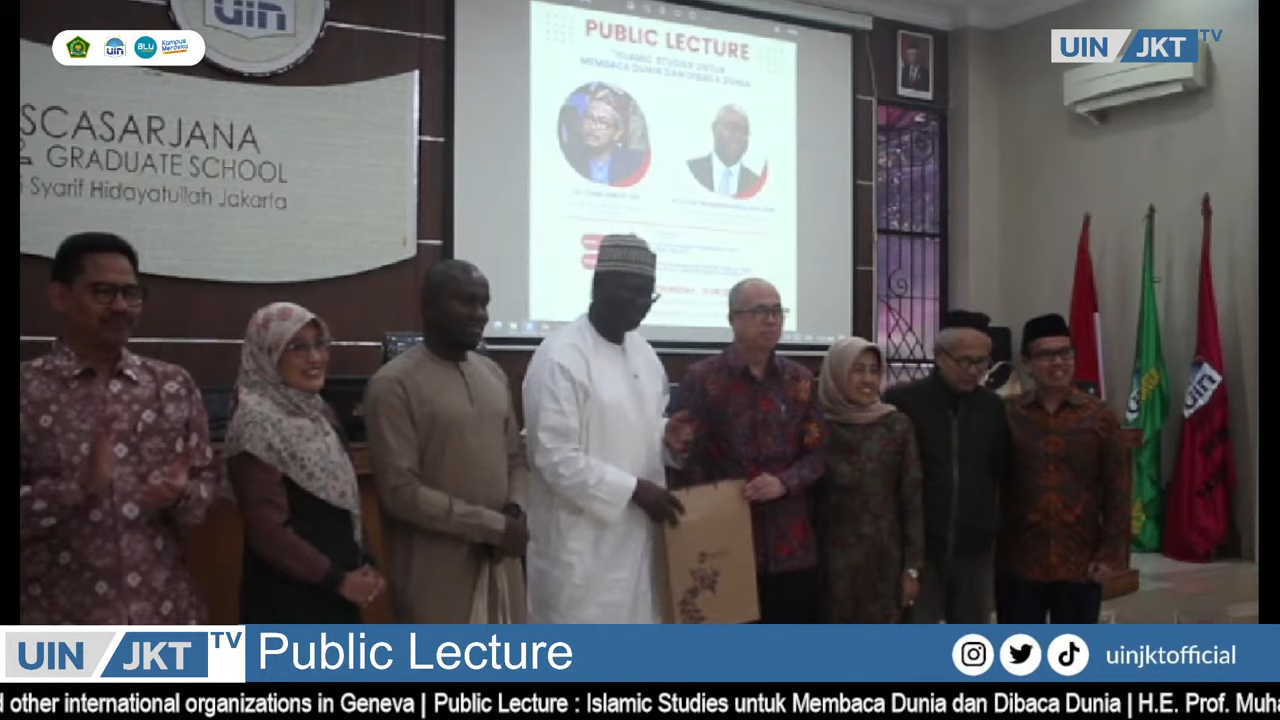 uin
UIN
BLU
Kampus
Merdeka
UIN / JKT TV
PUBLIC LECTURE
ISLAMIC STUDIES UNTUK
MEMBACA DUNIA DAN DIBACA DUNIA
SCASARJANA
GRADUATE SCHOOL
Syarif Hidayatullah Jakarta
UIN
UIN / JKT TV
Public Lecture
uinjktofficial
d other international organizations in Geneva | Public Lecture : Islamic Studies untuk Membaca Dunia dan Dibaca Dunia | H.E. Prof. Muha